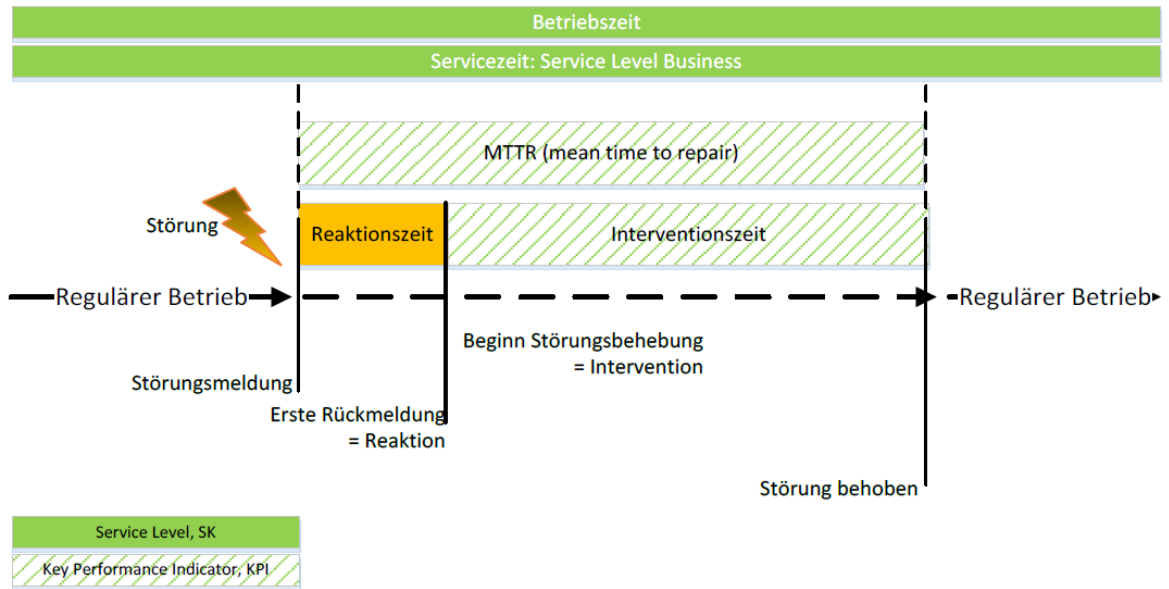 Betriebszeit
Servicezeit: Service Level Business
MTTR (mean time to repair)
Störung
Reaktionszeit
Interventionszeit
Regulärer Betrieb
Regulärer Betrieb
Beginn Störungsbehebung
= Intervention
Störungsmeldung
Erste Rückmeldung
= Reaktion
Störung behoben
Service Level, SK
Key Performance Indicator, KPI